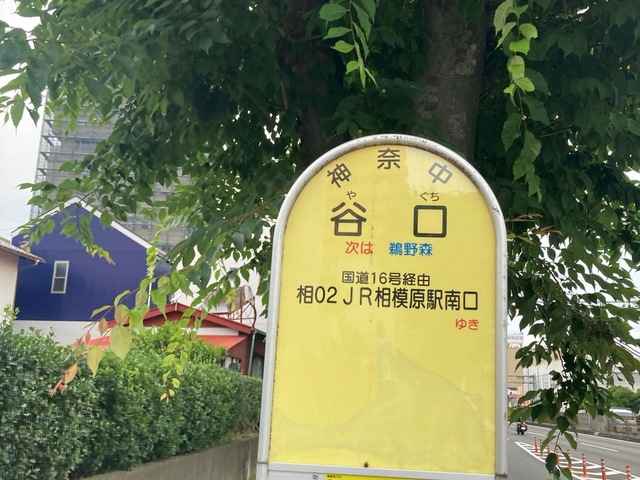 神奈中
や ぐち
谷 口
次は 鵜野森
国道16号経由
相02 JR相模原駅南口
ゆき